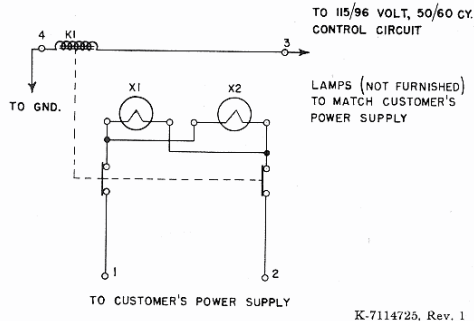 TO 115/96 VOLT, 50/60 CY.
CONTROL CIRCUIT
4
K1
3
TO GND.
X1
X2
LAMPS (NOT FURNISHED)
TO MATCH CUSTOMER'S
POWER SUPPLY
1
2
TO CUSTOMER'S POWER SUPPLY
K-7114725, Rev. 1